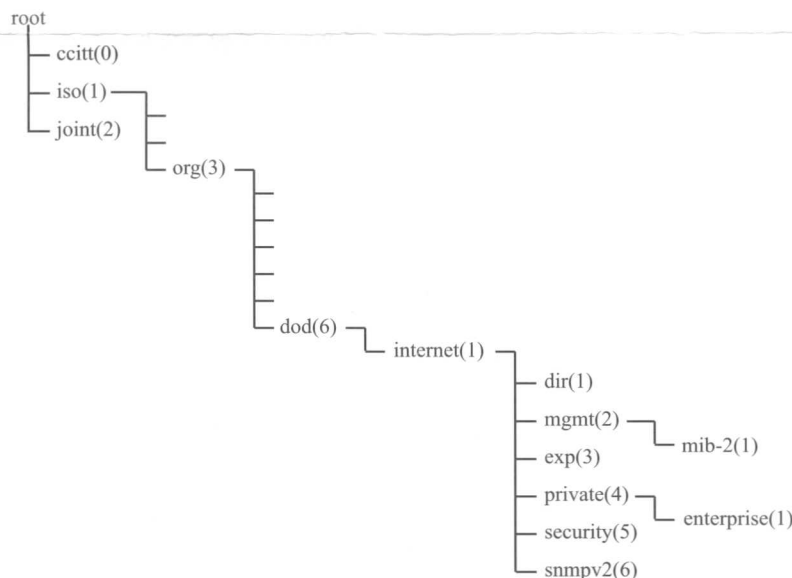 root
ccitt(0)
iso(1)
joint(2)
org(3)
dod(6)
internet(1)
dir(1)
mgmt(2)
mib-2(1)
exp(3)
private(4)
enterprise(1)
security(5)
snmpv2(6)